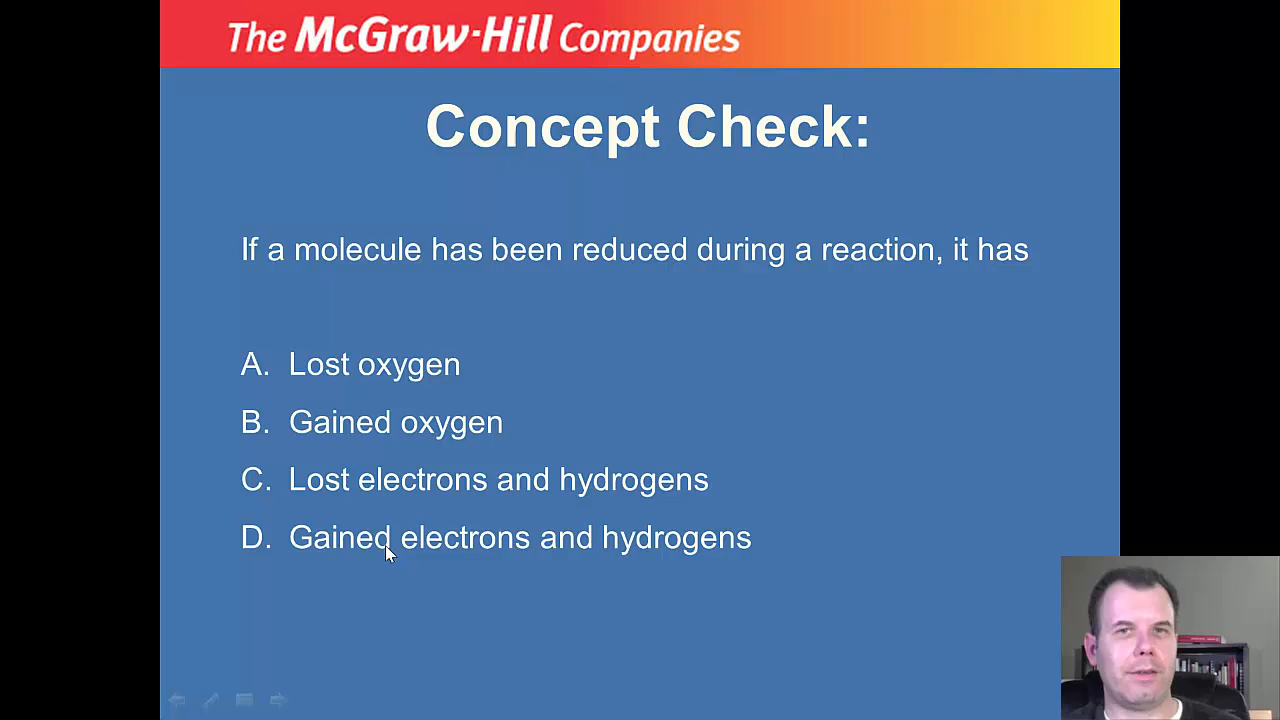 The McGraw-Hill Companies
Concept Check:
If a molecule has been reduced during a reaction, it has
A. Lost oxygen
B. Gained oxygen
C. Lost electrons and hydrogens
D. Gained electrons and hydrogens